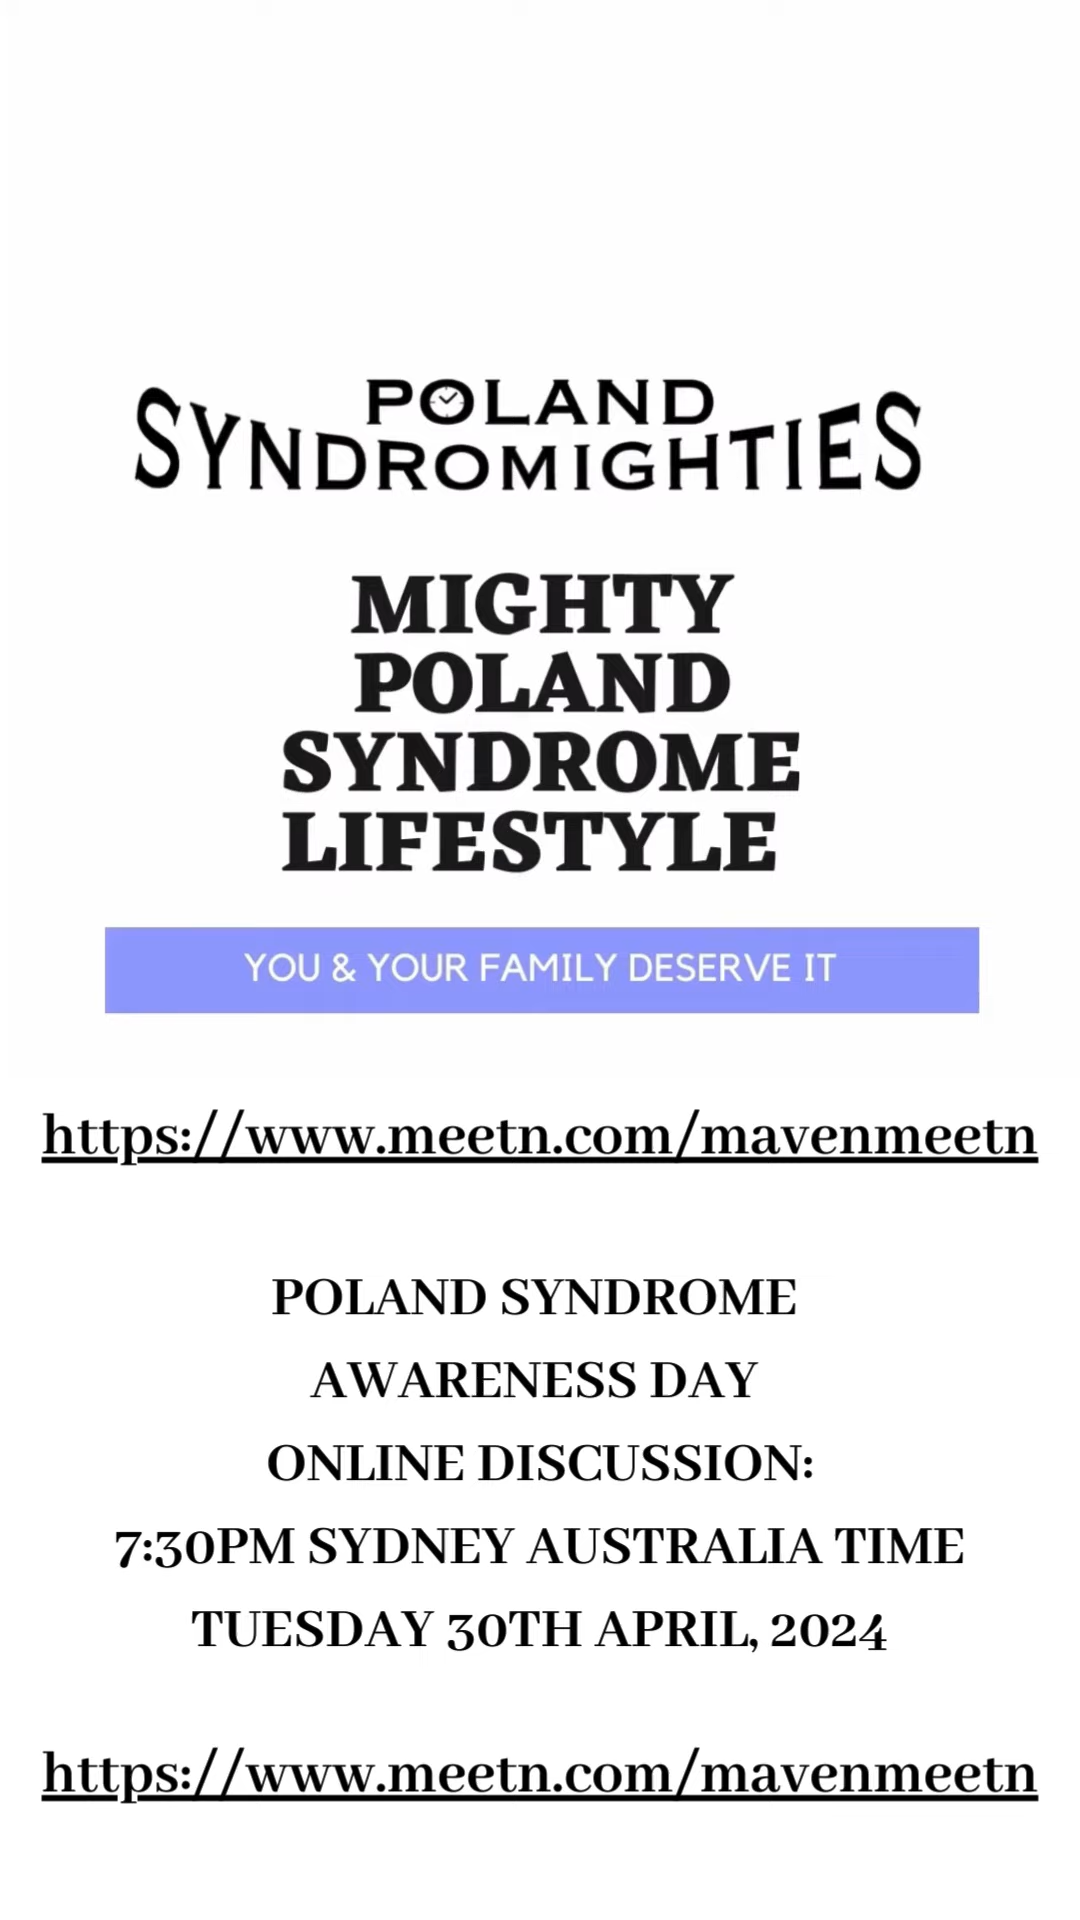 POLAND
SYNDROMIGHTIES
MIGHTY
POLAND
SYNDROME
LIFESTYLE
YOU & YOUR FAMILY DESERVE IT
https://www.meetn.com/mavenmeetn
POLAND SYNDROME
AWARENESS DAY
ONLINE DISCUSSION:
7:30PM SYDNEY AUSTRALIA TIME
TUESDAY 30TH APRIL, 2024
https://www.meetn.com/mavenmeetn